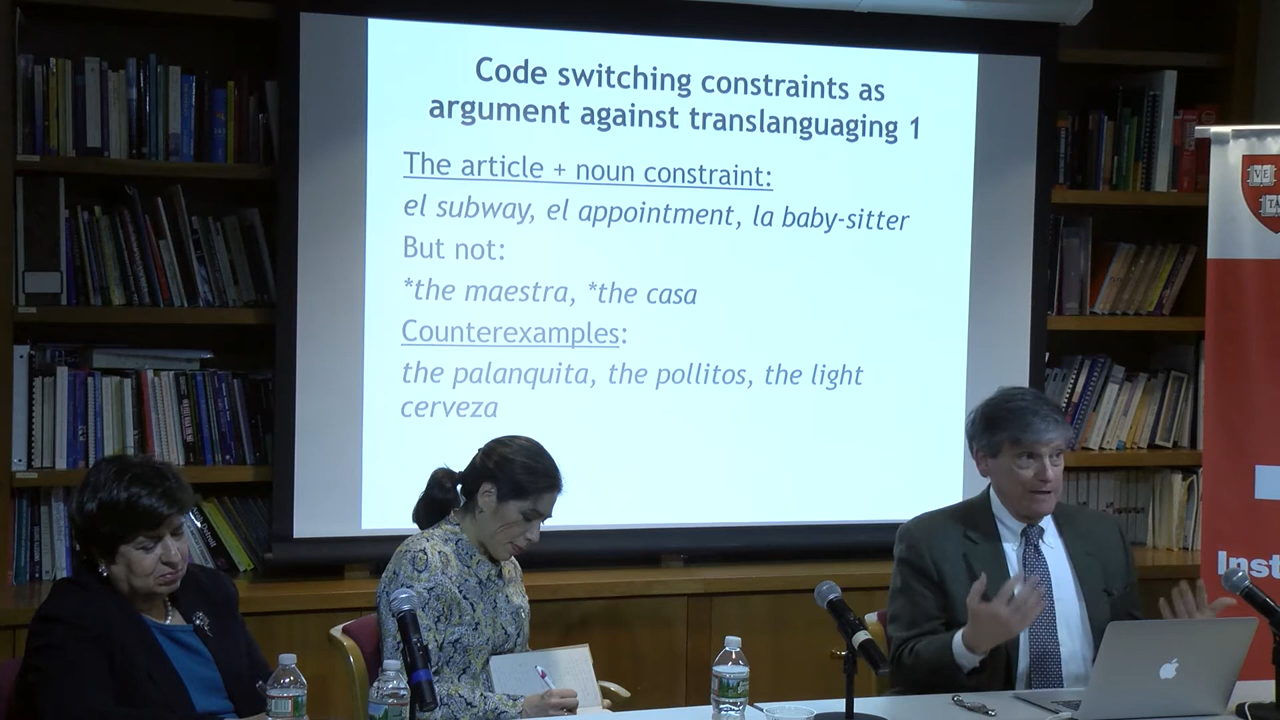 Code switching constraints as
argument against translanguaging 1
The article + noun constraint:
el subway, el appointment, la baby-sitter
But not:
*the maestra, *the casa
Counterexamples:
the palanquita, the pollitos, the light
cerveza
VE
Inst